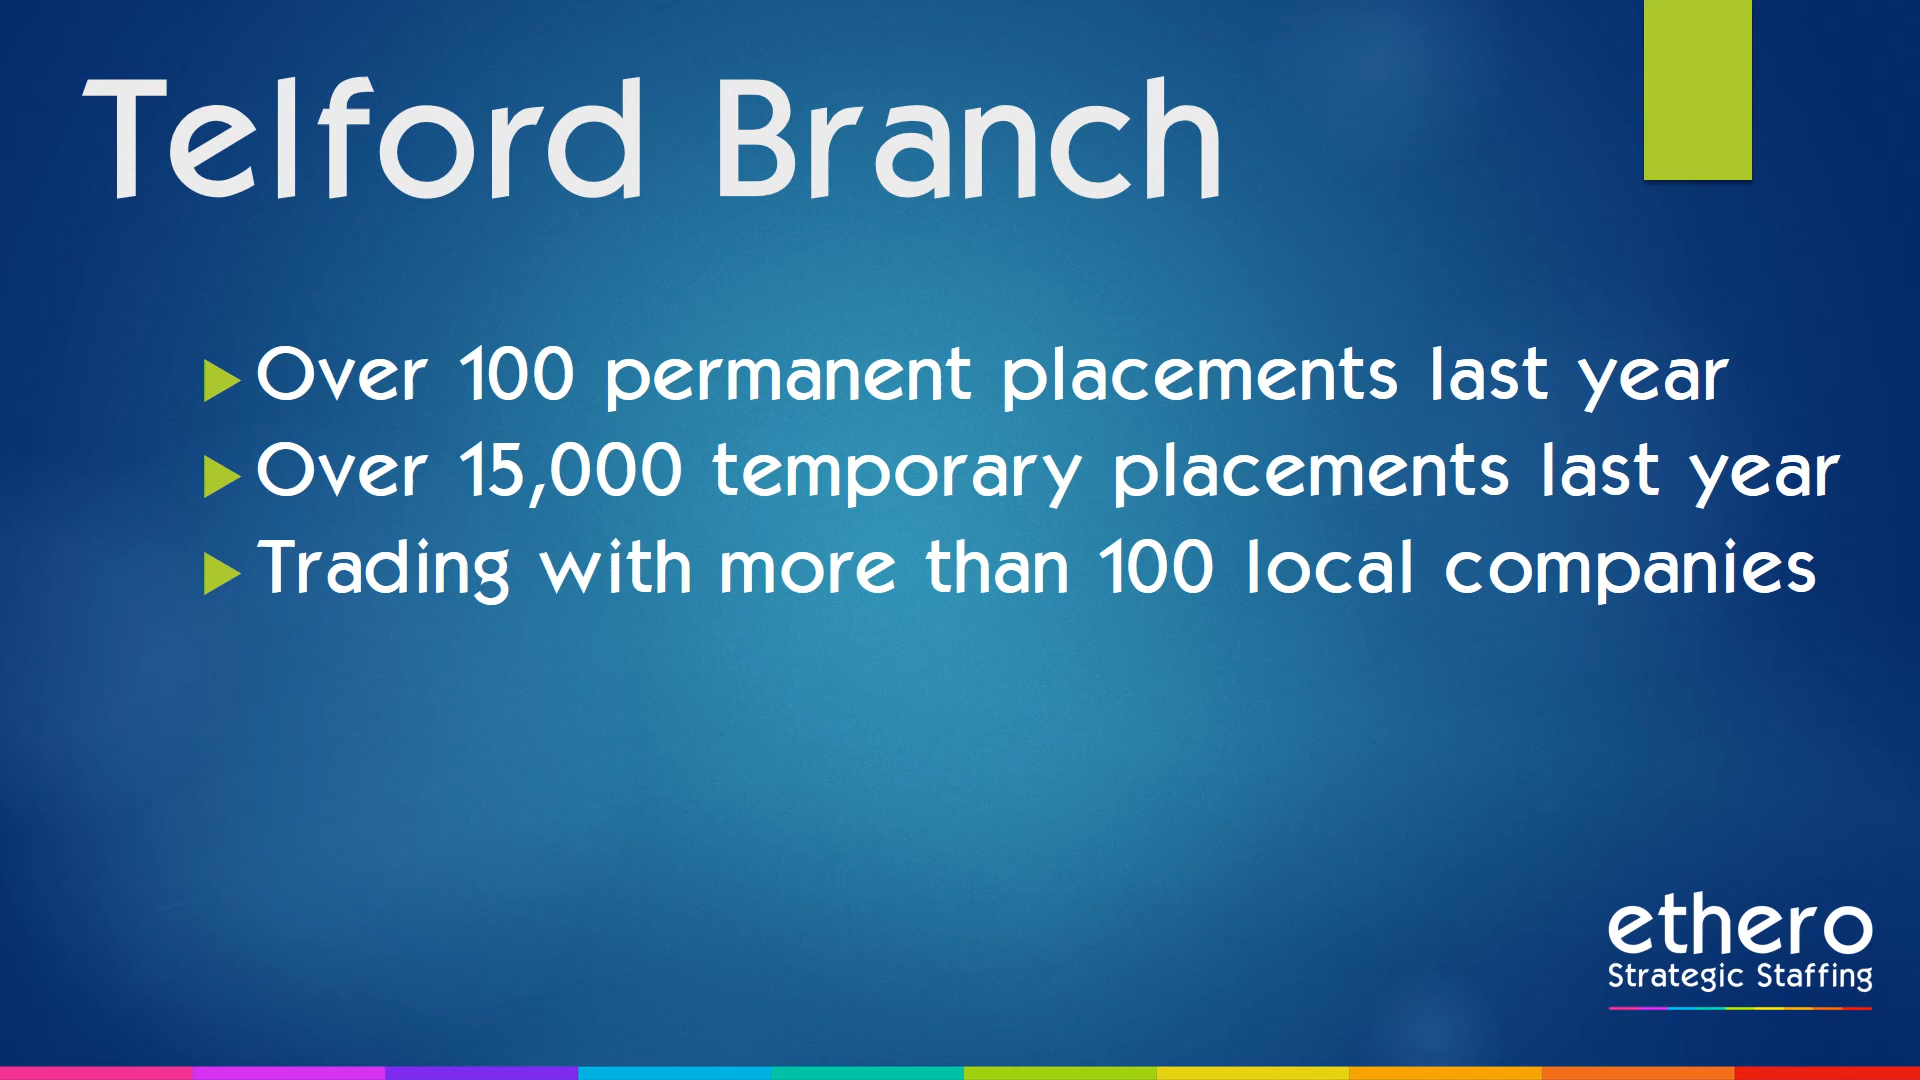 Telford Branch
Over 100 permanent placements last year
Over 15,000 temporary placements last year
Trading with more than 100 local companies
ethero
Strategic Staffing